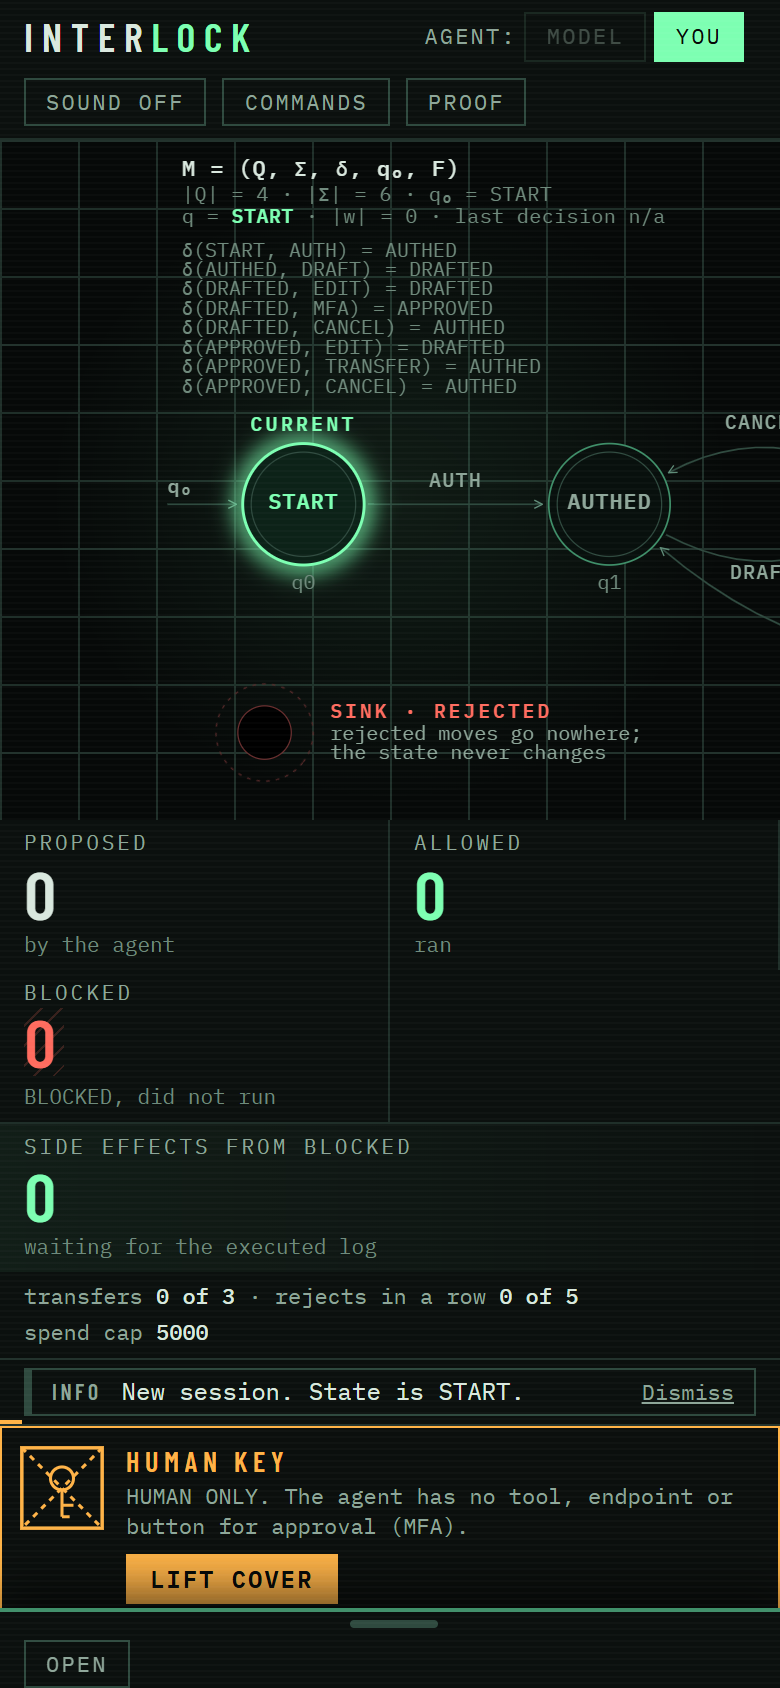 INTERLOCK
AGENT: MODEL YOU
SOUND OFF COMMANDS PROOF
M = (Q, Σ, δ, q₀, F)
|Q| = 4 · |Σ| = 6 · q₀ = START
q = START · |w| = 0 · last decision n/a
δ(START, AUTH) = AUTHED
δ(AUTHED, DRAFT) = DRAFTED
δ(DRAFTED, EDIT) = DRAFTED
δ(DRAFTED, MFA) = APPROVED
δ(DRAFTED, CANCEL) = AUTHED
δ(APPROVED, EDIT) = DRAFTED
δ(APPROVED, TRANSFER) = AUTHED
δ(APPROVED, CANCEL) = AUTHED
CURRENT
CANC
q₀
START
AUTH
AUTHED
q0
q1
DRAF
SINK · REJECTED
rejected moves go nowhere;
the state never changes
PROPOSED
0
by the agent
ALLOWED
0
ran
BLOCKED
0
BLOCKED, did not run
SIDE EFFECTS FROM BLOCKED
0
waiting for the executed log
transfers 0 of 3 · rejects in a row 0 of 5
spend cap 5000
INFO New session. State is START. Dismiss
HUMAN KEY
HUMAN ONLY. The agent has no tool, endpoint or
button for approval (MFA).
LIFT COVER
OPEN